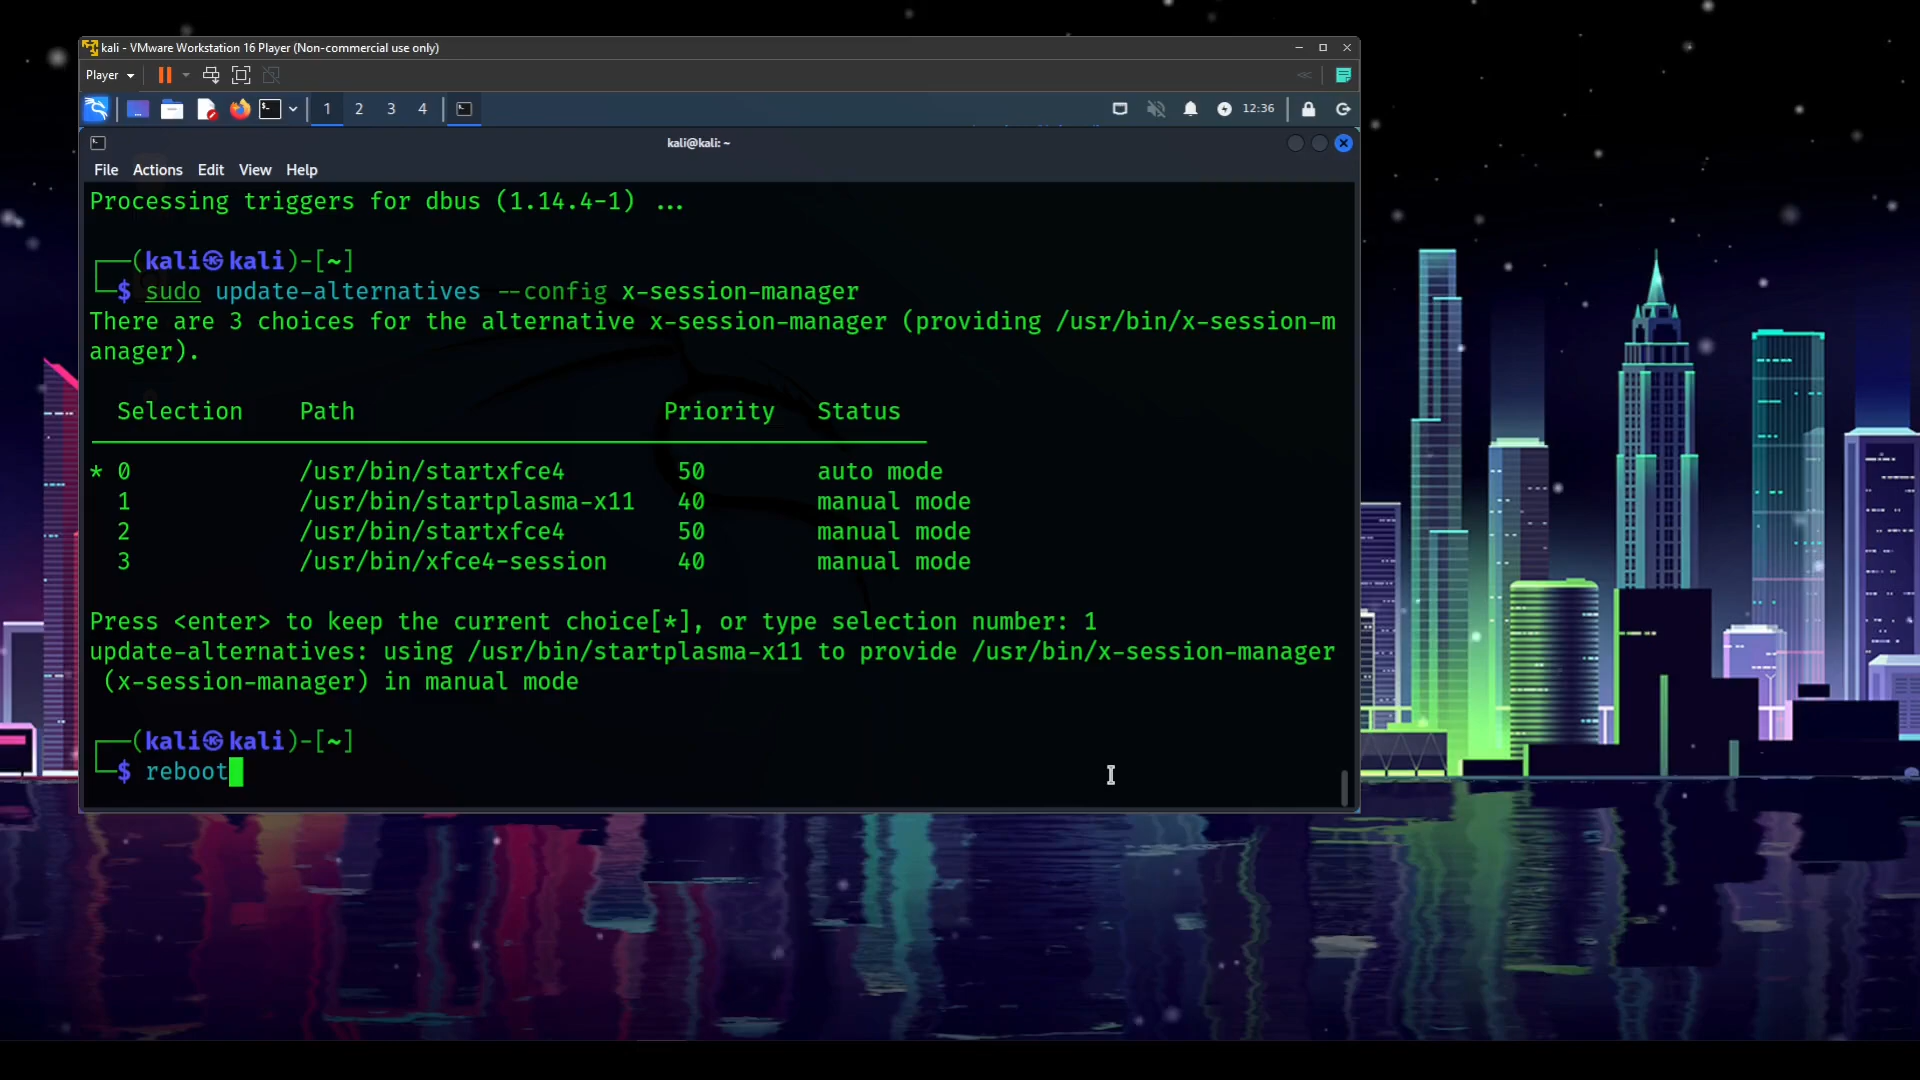 kali - VMware Workstation 16 Player (Non-commercial use only)
Player
1 2 3 4 12:36
kali@kali: ~
File Actions Edit View Help
Processing triggers for dbus (1.14.4-1) ...
(kali㉿kali)-[~]
$ sudo update-alternatives --config x-session-manager
There are 3 choices for the alternative x-session-manager (providing /usr/bin/x-session-m
anager).
Selection Path Priority Status
* 0 /usr/bin/startxfce4 50 auto mode
1 /usr/bin/startplasma-x11 40 manual mode
2 /usr/bin/startxfce4 50 manual mode
3 /usr/bin/xfce4-session 40 manual mode
Press <enter> to keep the current choice[*], or type selection number: 1
update-alternatives: using /usr/bin/startplasma-x11 to provide /usr/bin/x-session-manager
(x-session-manager) in manual mode
(kali㉿kali)-[~]
$ reboot